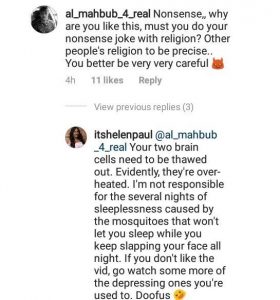 al_mahbub_4_real Nonsense,, why
are you like this, must you do your
nonsense joke with religion? Other
people's religion to be precise..
You better be very very careful 😈
4h 11 likes Reply
View previous replies (3)
itshelenpaul @al_mahbub
_4_real Your two brain
cells need to be thawed
out. Evidently, they're over-
heated. I'm not responsible
for the several nights of
sleeplessness caused by
the mosquitoes that won't
let you sleep while you
keep slapping your face all
night. If you don't like the
vid, go watch some more of
the depressing ones you're
used to. Doofus 🤣